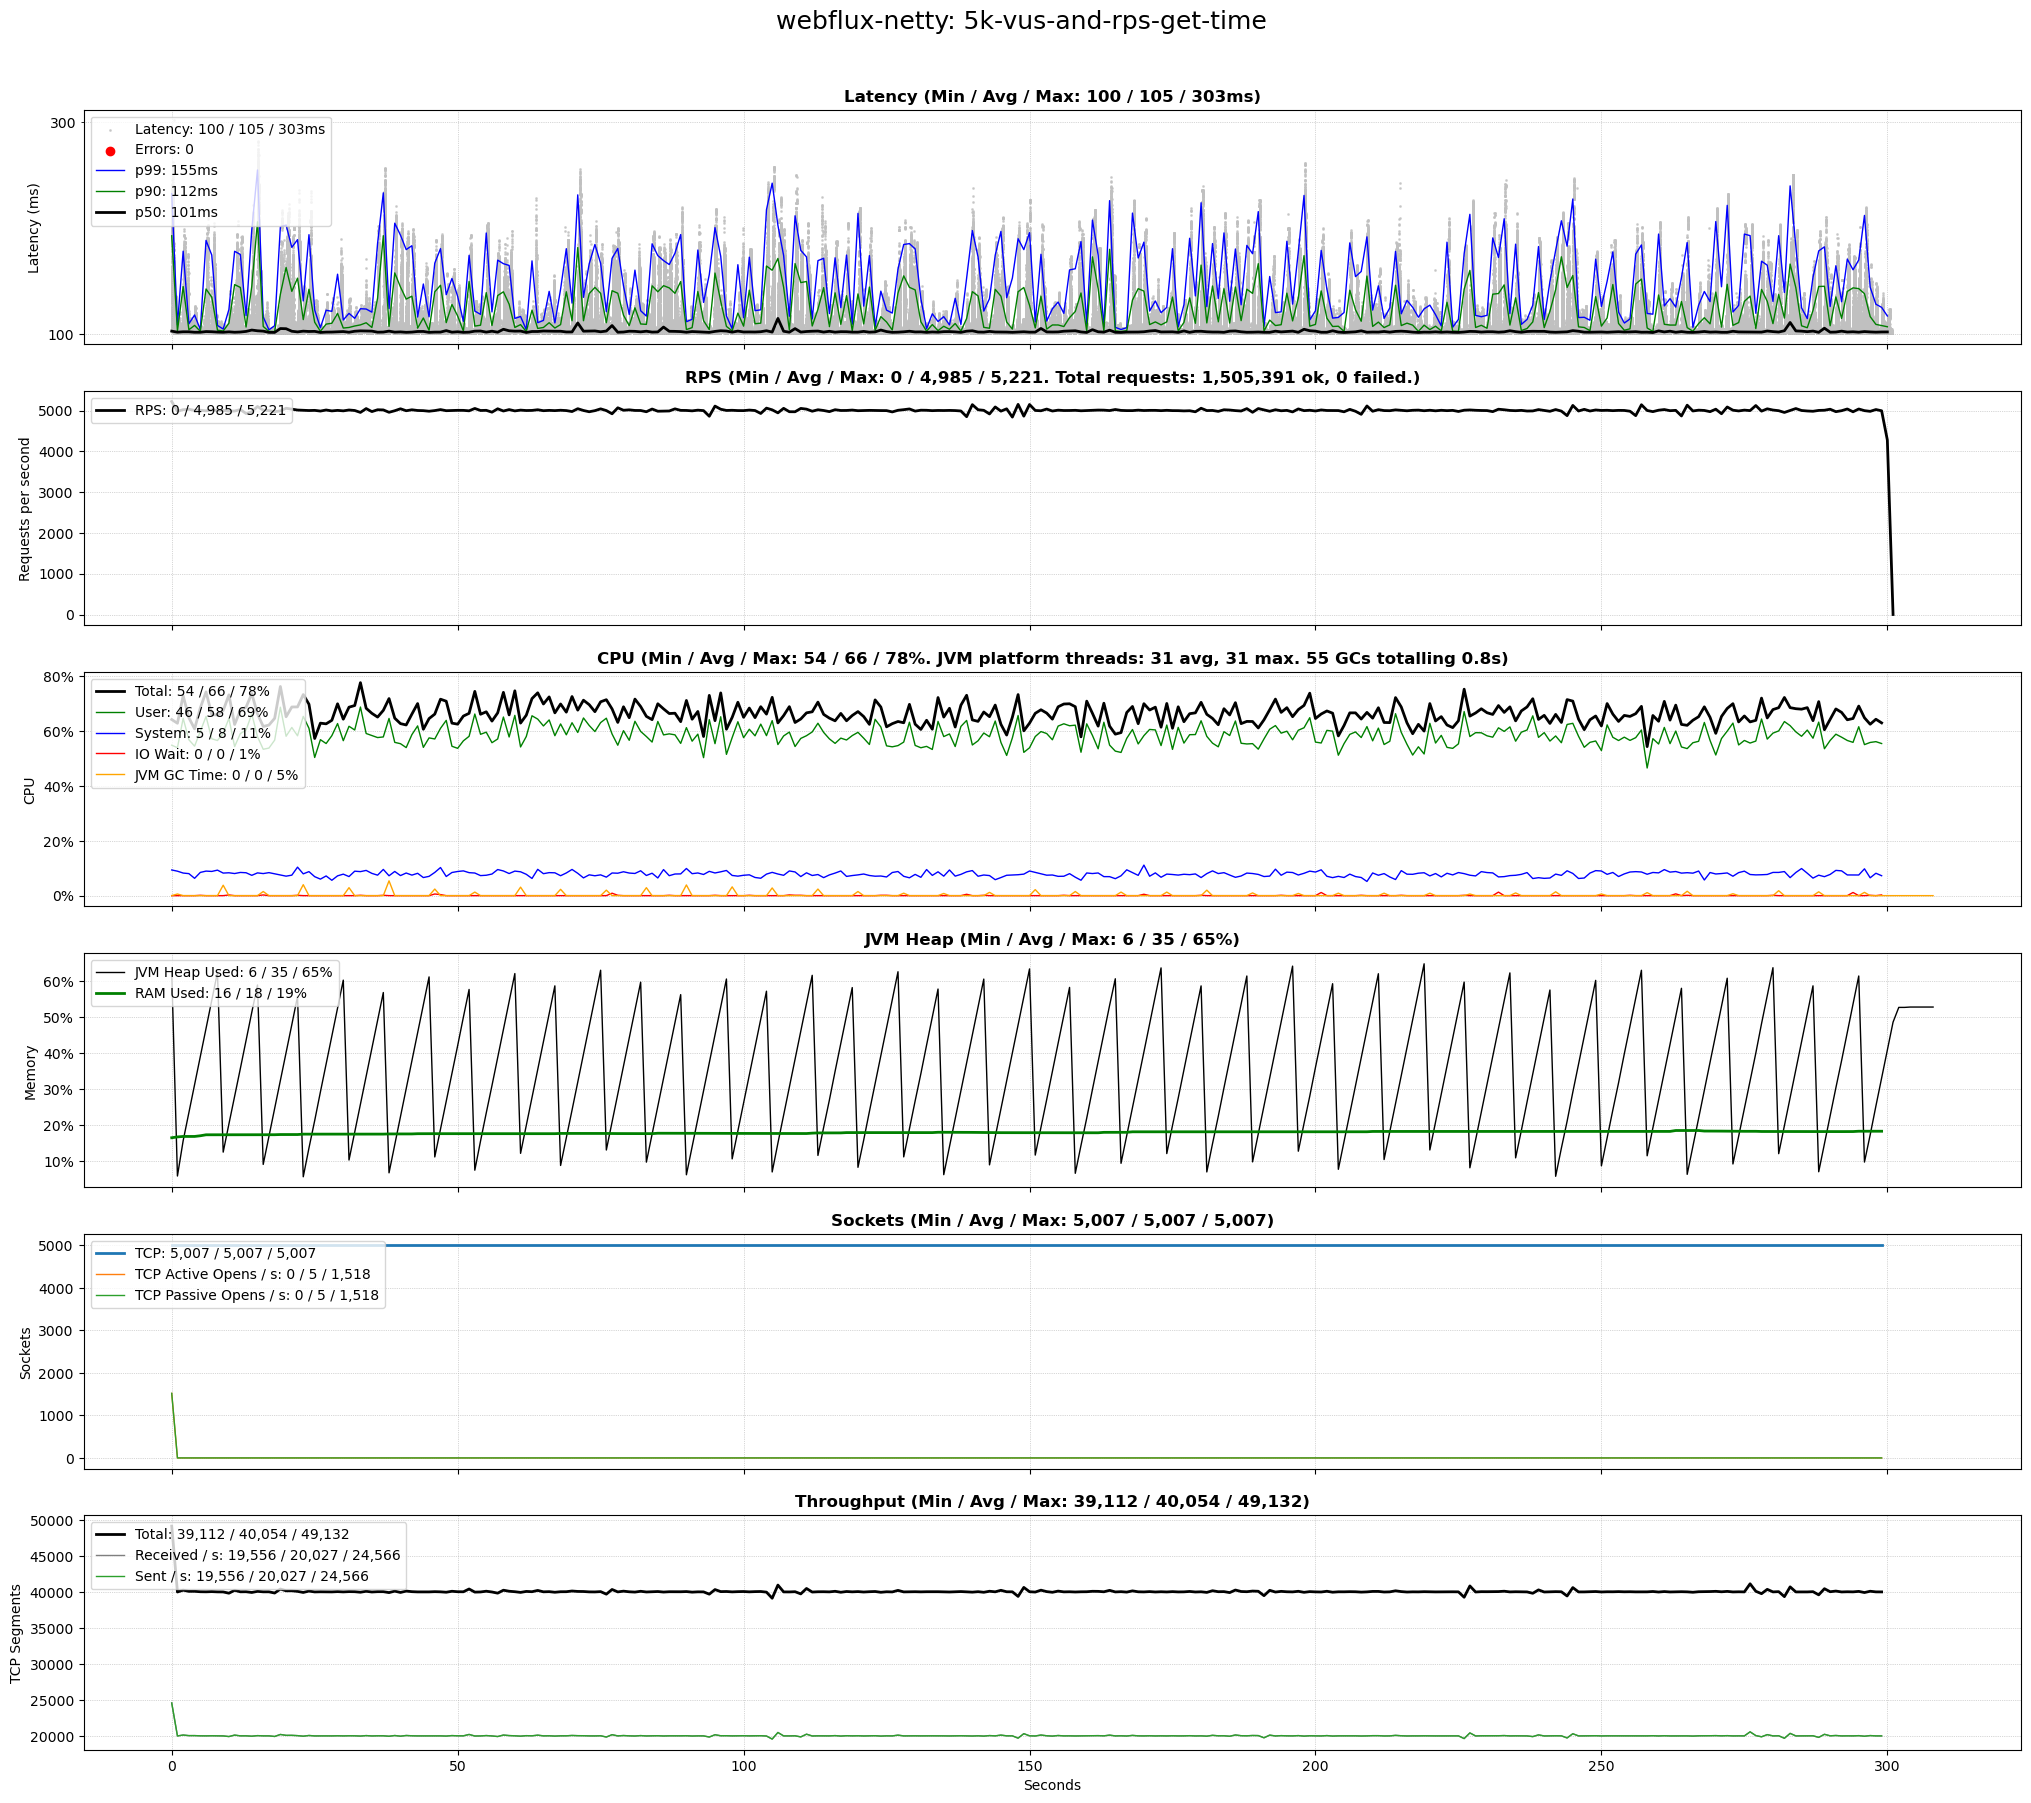 webflux-netty: 5k-vus-and-rps-get-time
Latency (Min / Avg / Max: 100 / 105 / 303ms)
Latency (ms)
300
100
Latency: 100 / 105 / 303ms
Errors: 0
p99: 155ms
p90: 112ms
p50: 101ms
RPS (Min / Avg / Max: 0 / 4,985 / 5,221. Total requests: 1,505,391 ok, 0 failed.)
Requests per second
5000
4000
3000
2000
1000
0
RPS: 0 / 4,985 / 5,221
CPU (Min / Avg / Max: 54 / 66 / 78%. JVM platform threads: 31 avg, 31 max. 55 GCs totalling 0.8s)
CPU
80%
60%
40%
20%
0%
Total: 54 / 66 / 78%
User: 46 / 58 / 69%
System: 5 / 8 / 11%
IO Wait: 0 / 0 / 1%
JVM GC Time: 0 / 0 / 5%
JVM Heap (Min / Avg / Max: 6 / 35 / 65%)
Memory
60%
50%
40%
30%
20%
10%
JVM Heap Used: 6 / 35 / 65%
RAM Used: 16 / 18 / 19%
Sockets (Min / Avg / Max: 5,007 / 5,007 / 5,007)
Sockets
5000
4000
3000
2000
1000
0
TCP: 5,007 / 5,007 / 5,007
TCP Active Opens / s: 0 / 5 / 1,518
TCP Passive Opens / s: 0 / 5 / 1,518
Throughput (Min / Avg / Max: 39,112 / 40,054 / 49,132)
TCP Segments
50000
45000
40000
35000
30000
25000
20000
Total: 39,112 / 40,054 / 49,132
Received / s: 19,556 / 20,027 / 24,566
Sent / s: 19,556 / 20,027 / 24,566
0 50 100 150 200 250 300
Seconds